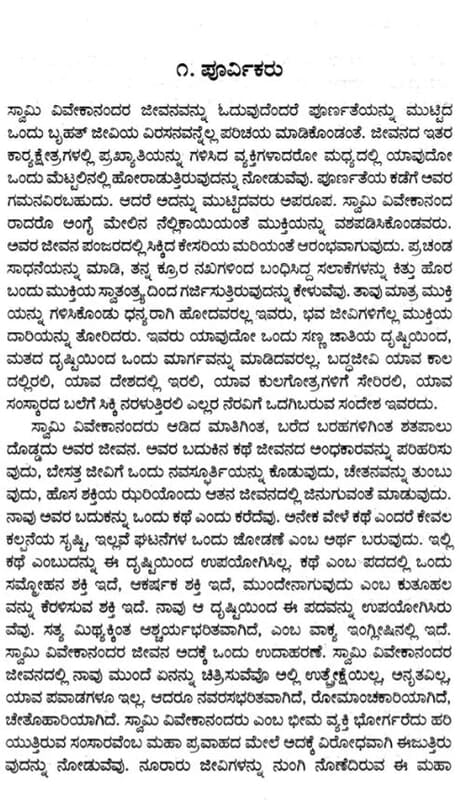 ೧. ಪೂರ್ವಿಕರು
ಸ್ವಾಮಿ ವಿವೇಕಾನಂದರ ಜೀವನವನ್ನು ಓದುವುದೆಂದರೆ ಪೂರ್ಣತೆಯನ್ನು ಮುಟ್ಟಿದ
ಒಂದು ಬೃಹತ್ ಜೀವಿಯ ವಿರಸನವನ್ನೆಲ್ಲ ಪರಿಚಯ ಮಾಡಿಕೊಂಡಂತೆ. ಜೀವನದ ಇತರ
ಕಾರ‍್ಯಕ್ಷೇತ್ರಗಳಲ್ಲಿ ಪ್ರಖ್ಯಾತಿಯನ್ನು ಗಳಿಸಿದ ವ್ಯಕ್ತಿಗಳಾದರೋ ಮಧ್ಯದಲ್ಲಿ ಯಾವುದೋ
ಒಂದು ಮೆಟ್ಟಲಿನಲ್ಲಿ ಹೋರಾಡುತ್ತಿರುವುದನ್ನು ನೋಡುವೆವು. ಪೂರ್ಣತೆಯ ಕಡೆಗೆ ಅವರ
ಗಮನವಿರಬಹುದು. ಆದರೆ ಅದನ್ನು ಮುಟ್ಟಿದವರು ಅಪರೂಪ. ಸ್ವಾಮಿ ವಿವೇಕಾನಂದ
ರಾದರೊ ಅಂಗೈ ಮೇಲಿನ ನೆಲ್ಲಿಕಾಯಿಯಂತೆ ಮುಕ್ತಿಯನ್ನು ವಶಪಡಿಸಿಕೊಂಡವರು.
ಅವರ ಜೀವನ ಪಂಜರದಲ್ಲಿ ಸಿಕ್ಕಿದ ಕೇಸರಿಯ ಮರಿಯಂತೆ ಆರಂಭವಾಗುವುದು. ಪ್ರಚಂಡ
ಸಾಧನೆಯನ್ನು ಮಾಡಿ, ತನ್ನ ಕ್ರೂರ ನಖಗಳಿಂದ ಬಂಧಿಸಿದ್ದ ಸಲಾಕೆಗಳನ್ನು ಕಿತ್ತು ಹೊರ
ಬಂದು ಮುಕ್ತಿಯ ಸ್ವಾತಂತ್ರ್ಯದಿಂದ ಗರ್ಜಿಸುತ್ತಿರುವುದನ್ನು ಕೇಳುವೆವು. ತಾವು ಮಾತ್ರ ಮುಕ್ತಿ
ಯನ್ನು ಗಳಿಸಿಕೊಂಡು ಧನ್ಯರಾಗಿ ಹೋದವರಲ್ಲ ಇವರು, ಭವ ಜೀವಿಗಳಿಗೆಲ್ಲ ಮುಕ್ತಿಯ
ದಾರಿಯನ್ನು ತೋರಿದರು. ಇವರು ಯಾವುದೋ ಒಂದು ಸಣ್ಣ ಜಾತಿಯ ದೃಷ್ಟಿಯಿಂದ,
ಮತದ ದೃಷ್ಟಿಯಿಂದ ಒಂದು ಮಾರ್ಗವನ್ನು ಮಾಡಿದವರಲ್ಲ. ಬದ್ಧಜೀವಿ ಯಾವ ಕಾಲ
ದಲ್ಲಿರಲಿ, ಯಾವ ದೇಶದಲ್ಲಿ ಇರಲಿ, ಯಾವ ಕುಲಗೋತ್ರಗಳಿಗೆ ಸೇರಿರಲಿ, ಯಾವ
ಸಂಸ್ಕಾರದ ಬಲೆಗೆ ಸಿಕ್ಕಿ ನರಳುತ್ತಿರಲಿ ಎಲ್ಲರ ನೆರವಿಗೆ ಒದಗಿಬರುವ ಸಂದೇಶ ಇವರದು.
ಸ್ವಾಮಿ ವಿವೇಕಾನಂದರು ಆಡಿದ ಮಾತಿಗಿಂತ, ಬರೆದ ಬರಹಗಳಿಗಿಂತ ಶತಪಾಲು
ದೊಡ್ಡದು ಅವರ ಜೀವನ. ಅವರ ಬದುಕಿನ ಕಥೆ ಜೀವನದ ಅಂಧಕಾರವನ್ನು ಪರಿಹರಿಸು
ವುದು, ಬೇಸತ್ತ ಜೀವಿಗೆ ಒಂದು ನವಸ್ಫೂರ್ತಿಯನ್ನು ಕೊಡುವುದು, ಚೇತನವನ್ನು ತುಂಬು
ವುದು, ಹೊಸ ಶಕ್ತಿಯ ಝರಿಯೊಂದು ಆತನ ಜೀವನದಲ್ಲಿ ಜಿನುಗುವಂತೆ ಮಾಡುವುದು.
ನಾವು ಅವರ ಬದುಕನ್ನು ಒಂದು ಕಥೆ ಎಂದು ಕರೆದೆವು. ಅನೇಕ ವೇಳೆ ಕಥೆ ಎಂದರೆ ಕೇವಲ
ಕಲ್ಪನೆಯ ಸೃಷ್ಟಿ, ಇಲ್ಲವೆ ಘಟನೆಗಳ ಒಂದು ಜೋಡಣೆ ಎಂಬ ಅರ್ಥ ಬರುವುದು. ಇಲ್ಲಿ
ಕಥೆ ಎಂಬುದನ್ನು ಈ ದೃಷ್ಟಿಯಿಂದ ಉಪಯೋಗಿಸಿಲ್ಲ. ಕಥೆ ಎಂಬ ಪದದಲ್ಲಿ ಒಂದು
ಸಮ್ಮೋಹನ ಶಕ್ತಿ ಇದೆ, ಆಕರ್ಷಕ ಶಕ್ತಿ ಇದೆ, ಮುಂದೇನಾಗುವುದು ಎಂಬ ಕುತೂಹಲ
ವನ್ನು ಕೆರಳಿಸುವ ಶಕ್ತಿ ಇದೆ. ನಾವು ಆ ದೃಷ್ಟಿಯಿಂದ ಈ ಪದವನ್ನು ಉಪಯೋಗಿಸಿರು
ವೆವು. ಸತ್ಯ ಮಿಥ್ಯಕ್ಕಿಂತ ಆಶ್ಚರ್ಯಭರಿತವಾಗಿದೆ, ಎಂಬ ವಾಕ್ಯ ಇಂಗ್ಲೀಷಿನಲ್ಲಿ ಇದೆ.
ಸ್ವಾಮಿ ವಿವೇಕಾನಂದರ ಜೀವನ ಅದಕ್ಕೆ ಒಂದು ಉದಾಹರಣೆ. ಸ್ವಾಮಿ ವಿವೇಕಾನಂದರ
ಜೀವನದಲ್ಲಿ ನಾವು ಮುಂದೆ ಏನನ್ನು ಚಿತ್ರಿಸುವೆವೊ ಅಲ್ಲಿ ಉತ್ಪ್ರೇಕ್ಷೆಯಿಲ್ಲ, ಅನೃತವಿಲ್ಲ,
ಯಾವ ಪವಾಡಗಳೂ ಇಲ್ಲ. ಆದರೂ ನವರಸಭರಿತವಾಗಿದೆ, ರೋಮಾಂಚಕಾರಿಯಾಗಿದೆ,
ಚೇತೋಹಾರಿಯಾಗಿದೆ. ಸ್ವಾಮಿ ವಿವೇಕಾನಂದರು ಎಂಬ ಭೀಮ ವ್ಯಕ್ತಿ ಭೋರ್ಗರೆದು ಹರಿ
ಯುತ್ತಿರುವ ಸಂಸಾರವೆಂಬ ಮಹಾ ಪ್ರವಾಹದ ಮೇಲೆ ಅದಕ್ಕೆ ವಿರೋಧವಾಗಿ ಈಜುತ್ತಿರು
ವುದನ್ನು ನೋಡುವೆವು. ನೂರಾರು ಜೀವಿಗಳನ್ನು ನುಂಗಿ ನೊಣೆದಿರುವ ಈ ಮಹಾ